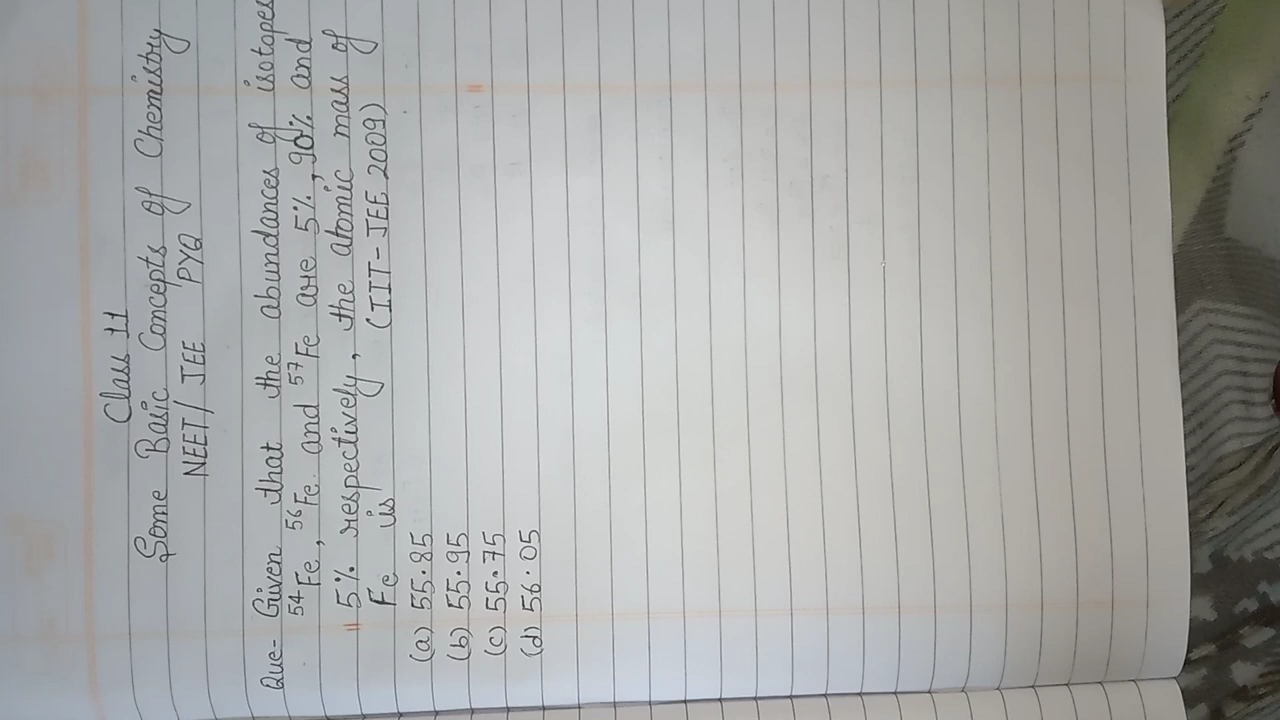 Class 11
Some Basic Concepts of Chemistry
NEET/ JEE PYQ
Que- Given that the abundances of isotopes
⁵⁴Fe, ⁵⁶Fe and ⁵⁷Fe are 5%, 90% and
5% respectively, the atomic mass of
Fe is (IIT-JEE 2009)
(a) 55.85
(b) 55.95
(c) 55.75
(d) 56.05